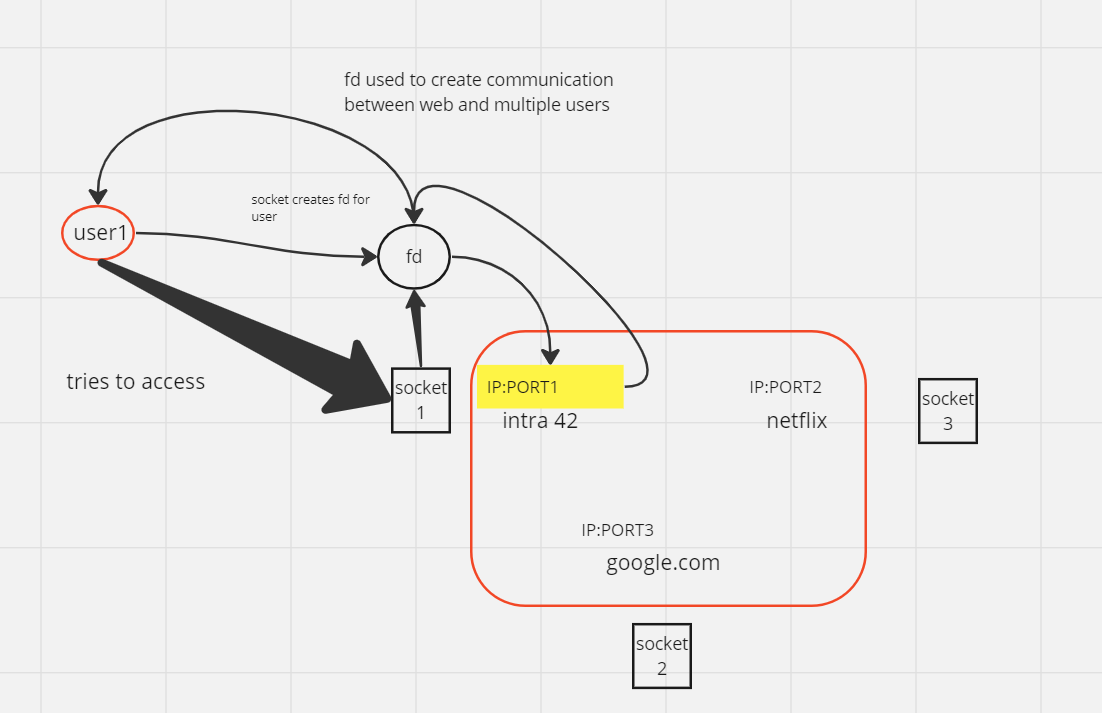 fd used to create communication
between web and multiple users
socket creates fd for
user
user1
fd
tries to access
socket
1
IP:PORT1
intra 42
IP:PORT2
netflix
socket
3
IP:PORT3
google.com
socket
2